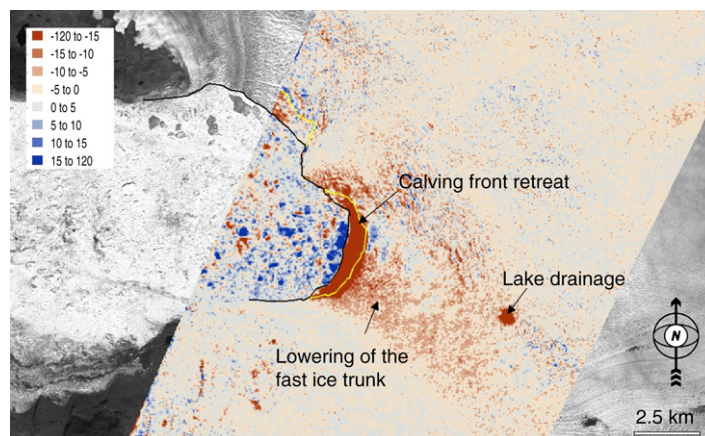 -120 to -15
-15 to -10
-10 to -5
-5 to 0
0 to 5
5 to 10
10 to 15
15 to 120
Calving front retreat
Lake drainage
Lowering of the
fast ice trunk
N
2.5 km